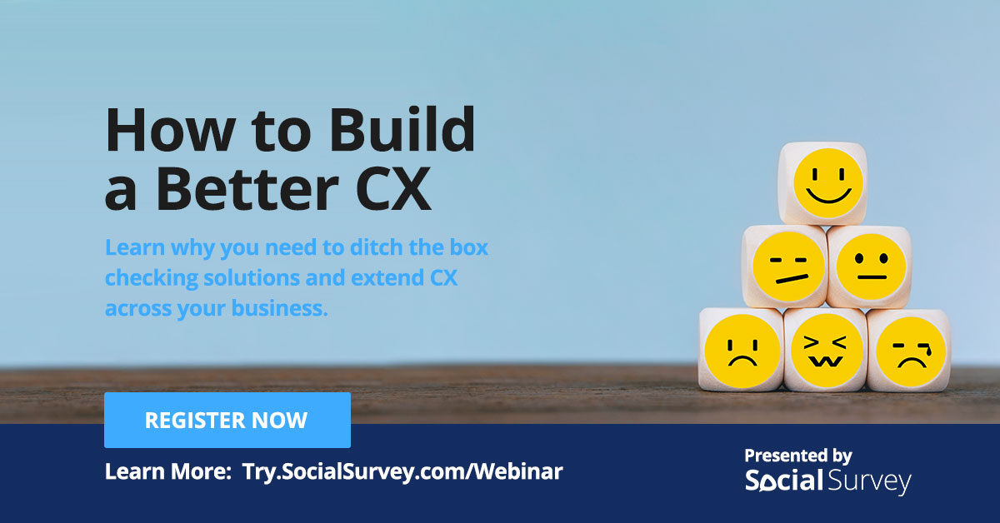 How to Build
a Better CX
Learn why you need to ditch the box
checking solutions and extend CX
across your business.
REGISTER NOW
Learn More: Try.SocialSurvey.com/Webinar
Presented by
SocialSurvey